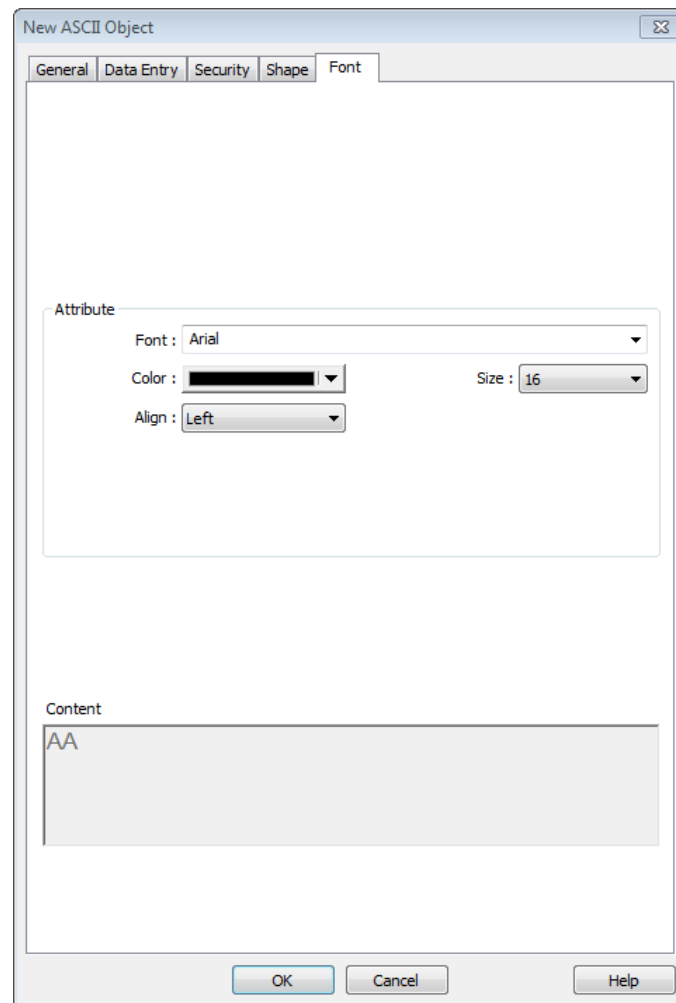 New ASCII Object
General Data Entry Security Shape Font
Attribute
Font : Arial
Color : Size : 16
Align : Left
Content
AA
OK Cancel Help